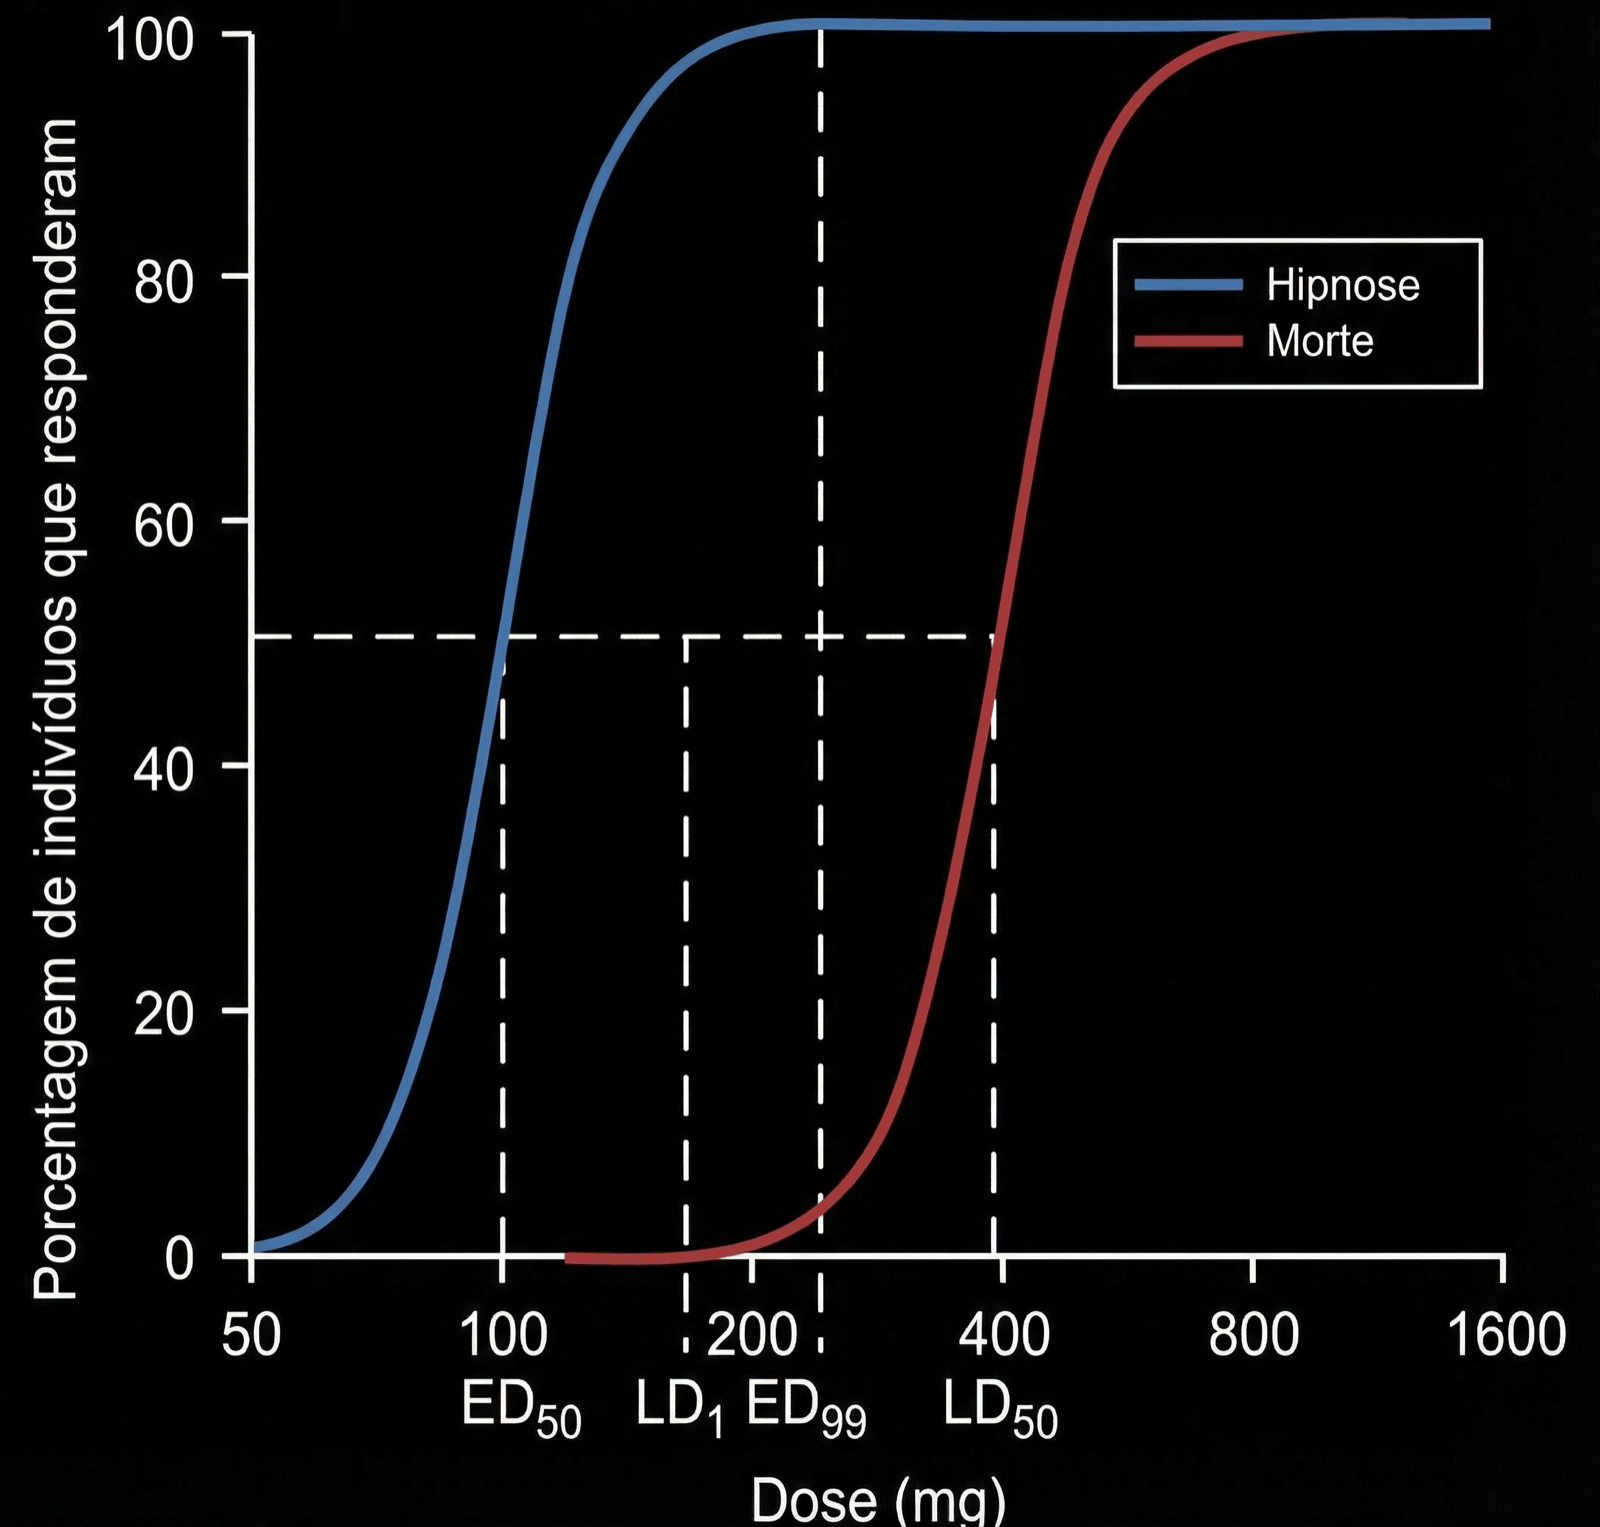 Porcentagem de indivíduos que responderam
100
80
60
40
20
0
Hipnose
Morte
50 100 200 400 800 1600
ED50 LD1 ED99 LD50
Dose (mg)